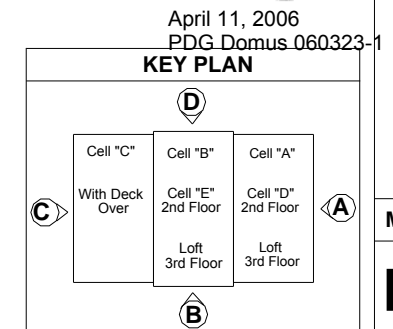 April 11, 2006
PDG Domus 060323-1
KEY PLAN
D
Cell "C"
Cell "B"
Cell "A"
With Deck
Over
Cell "E"
2nd Floor
Cell "D"
2nd Floor
C
A
Loft
3rd Floor
Loft
3rd Floor
B